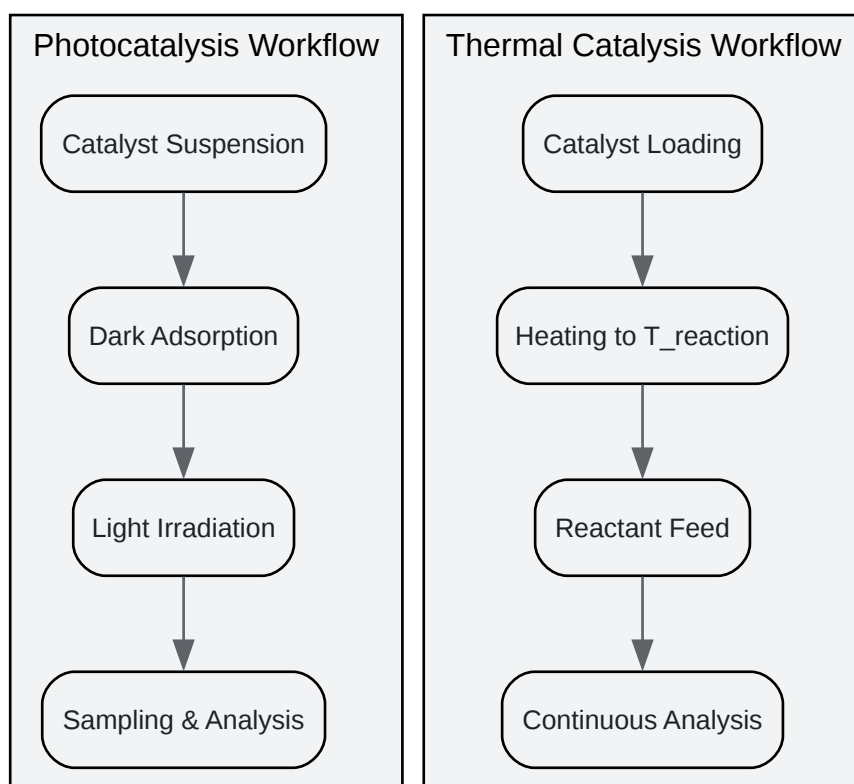 Photocatalysis Workflow
Catalyst Suspension
Dark Adsorption
Light Irradiation
Sampling & Analysis
Thermal Catalysis Workflow
Catalyst Loading
Heating to T_reaction
Reactant Feed
Continuous Analysis